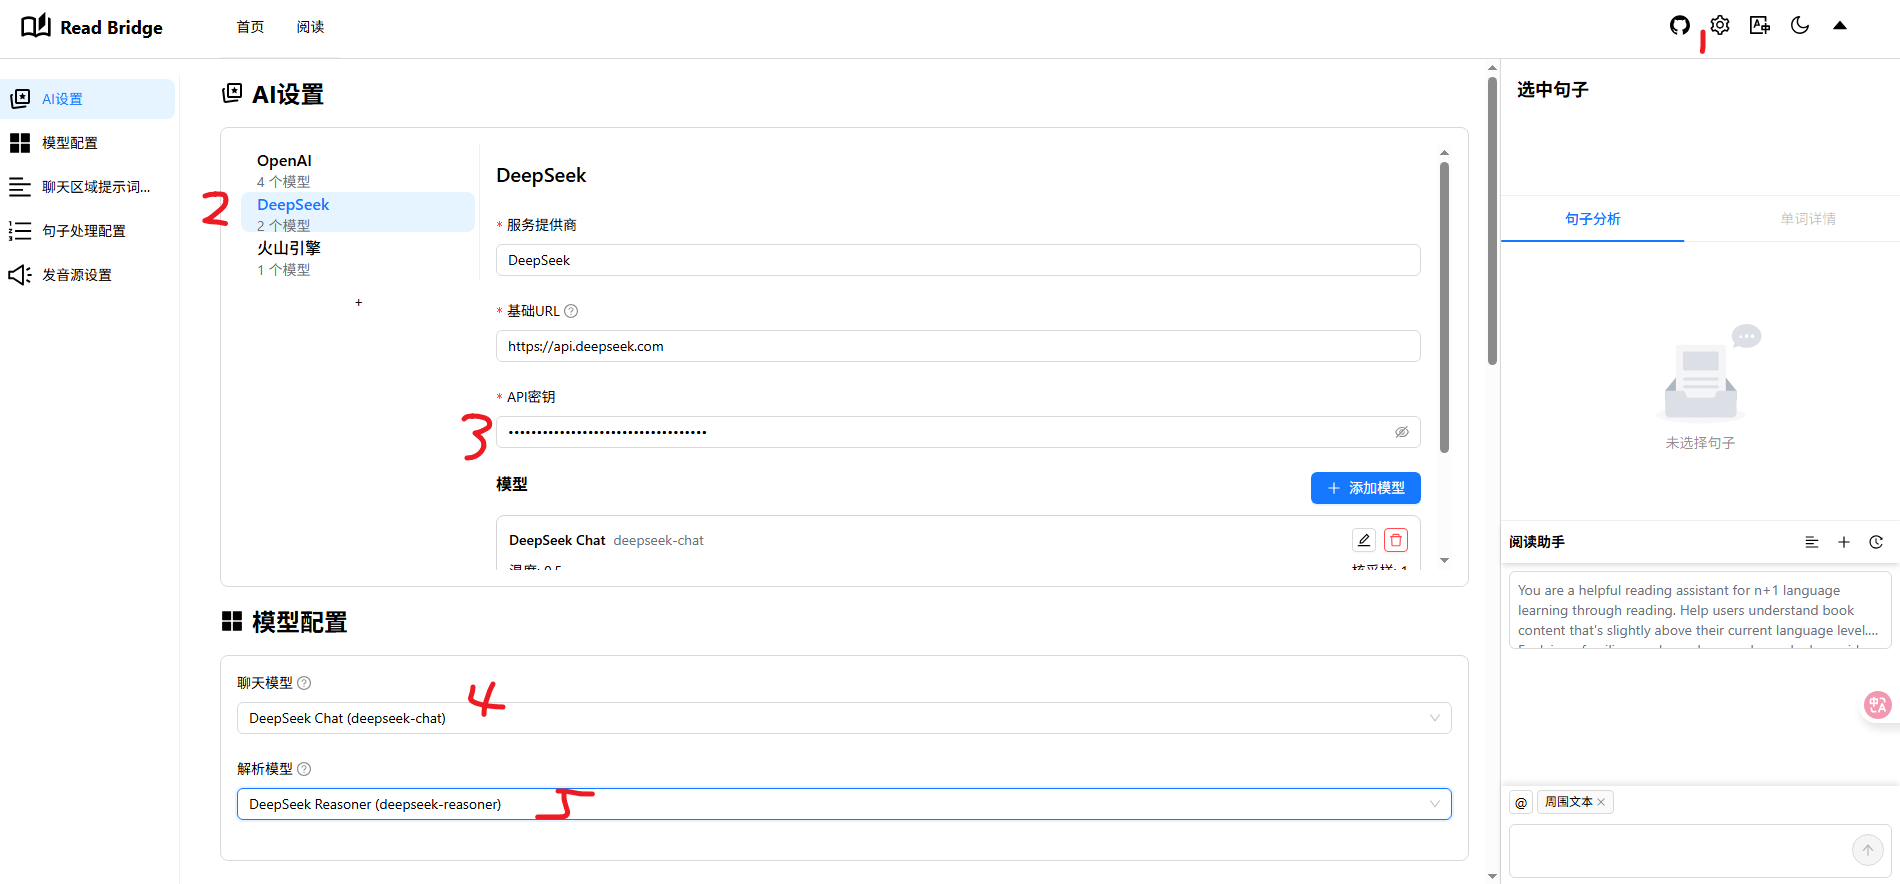 Read Bridge
首页
阅读
1
AI设置
模型配置
聊天区域提示词...
句子处理配置
发音源设置
AI设置
OpenAI
4 个模型
2
DeepSeek
2 个模型
火山引擎
1 个模型
+
DeepSeek
* 服务提供商
DeepSeek
* 基础URL
https://api.deepseek.com
* API密钥
3
••••••••••••••••••••••••••••••••••
模型
添加模型
DeepSeek Chat deepseek-chat
温度: 0.5
核采样: 1
模型配置
聊天模型
4
DeepSeek Chat (deepseek-chat)
解析模型
DeepSeek Reasoner (deepseek-reasoner)
5
选中句子
句子分析
单词详情
未选择句子
阅读助手
You are a helpful reading assistant for n+1 language
learning through reading. Help users understand book
content that's slightly above their current language level....
@
周围文本